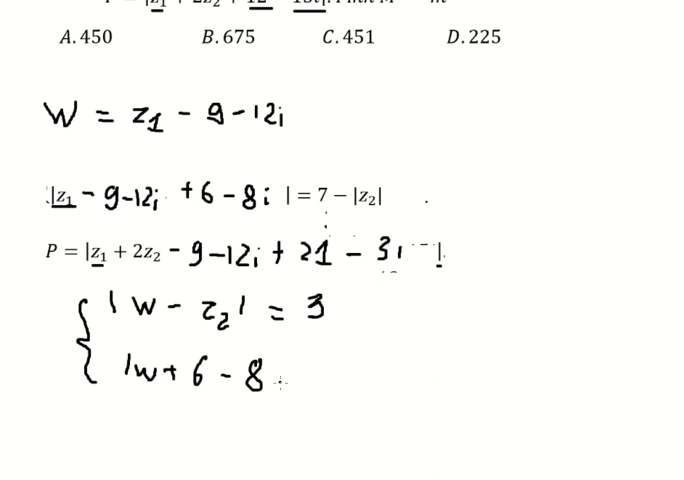 A. 450 B. 675 C. 451 D. 225
W = z1 - 9-12i
|z1 - 9-12i + 6 - 8i | = 7 − |z2|
P = |z1 + 2z2 - 9-12i + 21 - 3i |
{ |w - z2| = 3
|w + 6 - 8